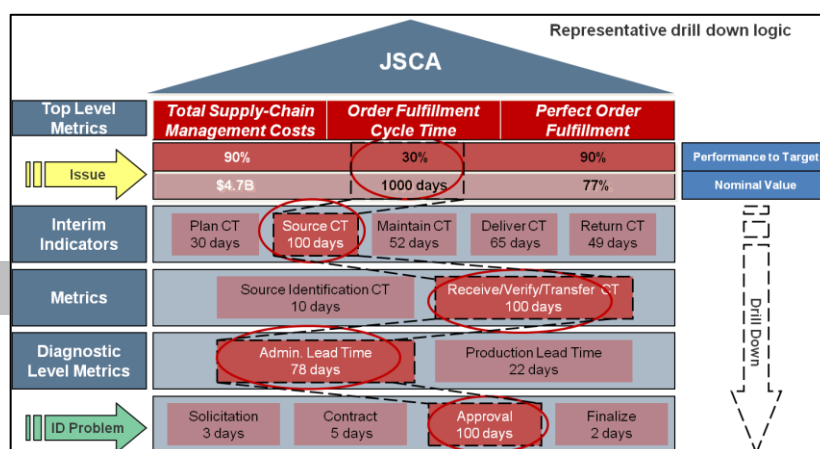 Representative drill down logic
JSCA
Top Level
Metrics
Total Supply-Chain
Management Costs
Order Fulfillment
Cycle Time
Perfect Order
Fulfillment
Issue
90%
30%
90%
Performance to Target
$4.7B
1000 days
77%
Nominal Value
Interim
Indicators
Plan CT
30 days
Source CT
100 days
Maintain CT
52 days
Deliver CT
65 days
Return CT
49 days
Metrics
Source Identification CT
10 days
Receive/Verify/Transfer CT
100 days
Drill Down
Diagnostic
Level Metrics
Admin. Lead Time
78 days
Production Lead Time
22 days
ID Problem
Solicitation
3 days
Contract
5 days
Approval
100 days
Finalize
2 days